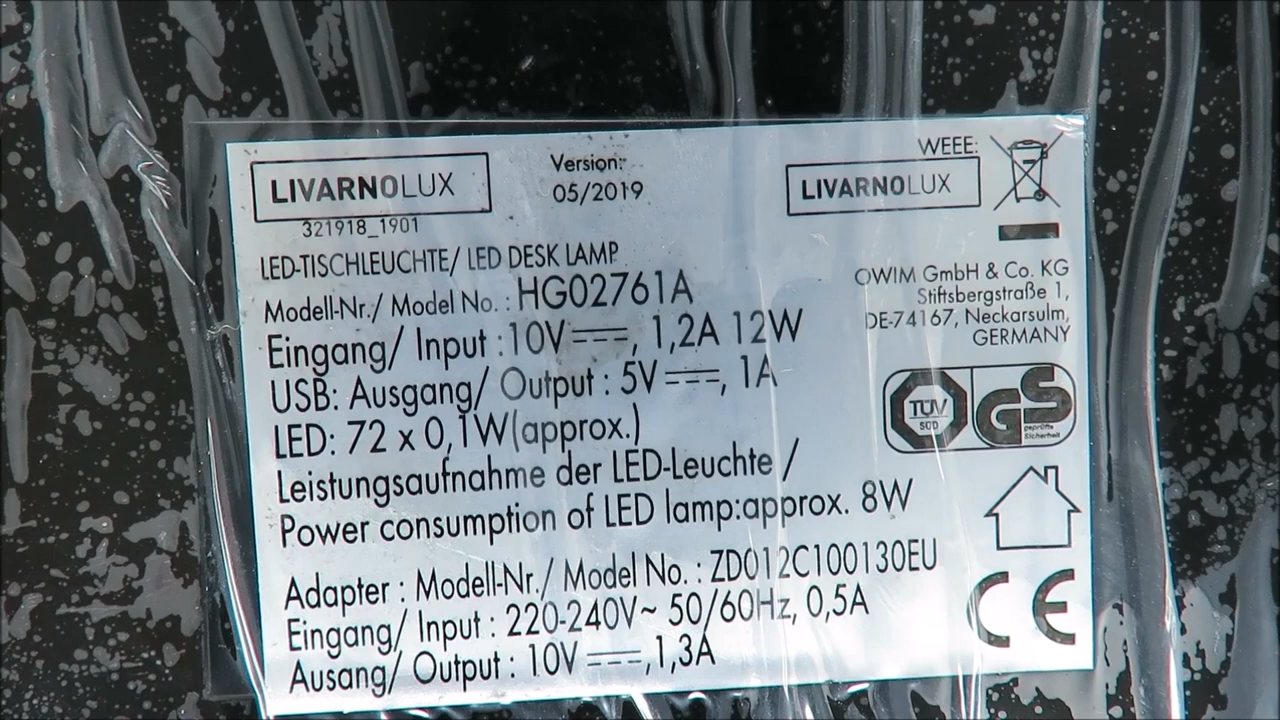 LIVARNOLUX
321918_1901
Version:
05/2019
WEEE:
LIVARNOLUX
LED-TISCHLEUCHTE/ LED DESK LAMP
Modell-Nr./ Model No. : HG02761A
Eingang/ Input : 10V⎓, 1,2A 12W
USB: Ausgang/ Output : 5V⎓, 1A
LED: 72 x 0,1W(approx.)
Leistungsaufnahme der LED-Leuchte /
Power consumption of LED lamp:approx. 8W
Adapter : Modell-Nr./ Model No. : ZD012C100130EU
Eingang/ Input : 220-240V~ 50/60Hz, 0,5A
Ausang/ Output : 10V⎓,1,3A
OWIM GmbH & Co. KG
Stiftsbergstraße 1,
DE-74167, Neckarsulm,
GERMANY
TÜV
SÜD
GS
geprüfte
Sicherheit
CE